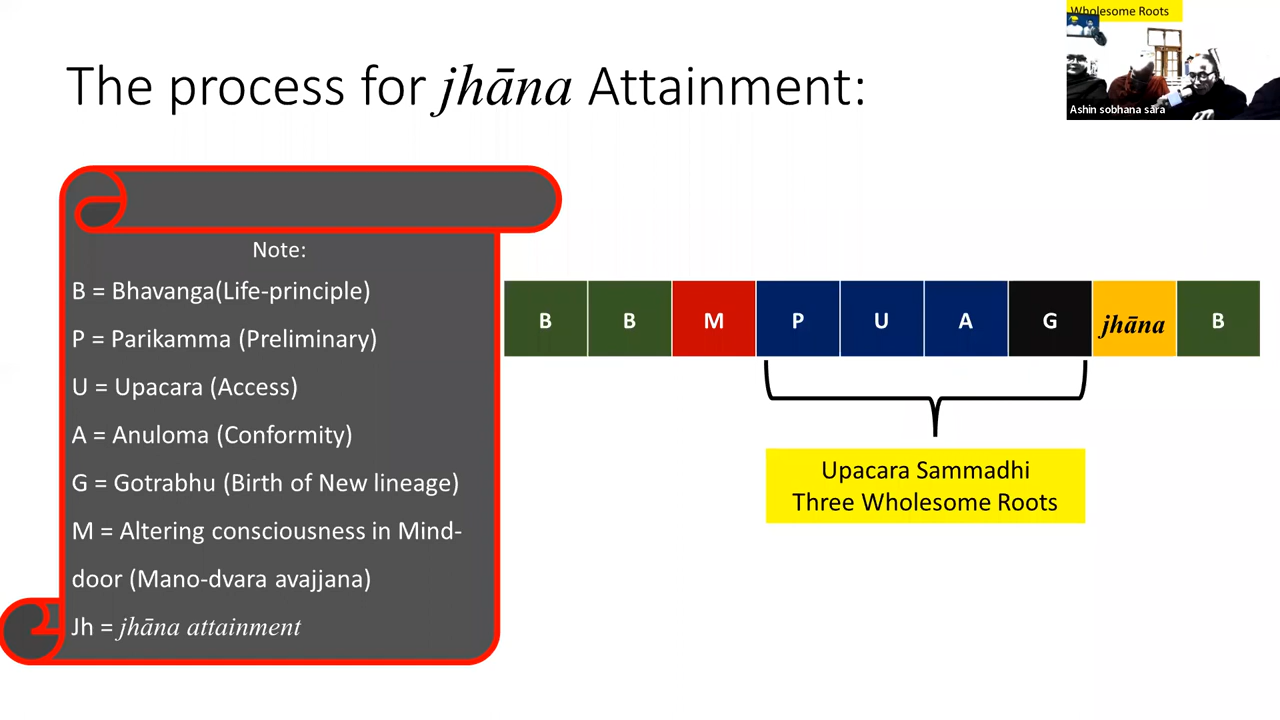 Wholesome Roots
Ashin sobhana sāra
The process for jhāna Attainment:
Note:
B = Bhavanga(Life-principle)
P = Parikamma (Preliminary)
U = Upacara (Access)
A = Anuloma (Conformity)
G = Gotrabhu (Birth of New lineage)
M = Altering consciousness in Mind-
door (Mano-dvara avajjana)
Jh = jhāna attainment
B B M P U A G jhāna B
Upacara Sammadhi
Three Wholesome Roots